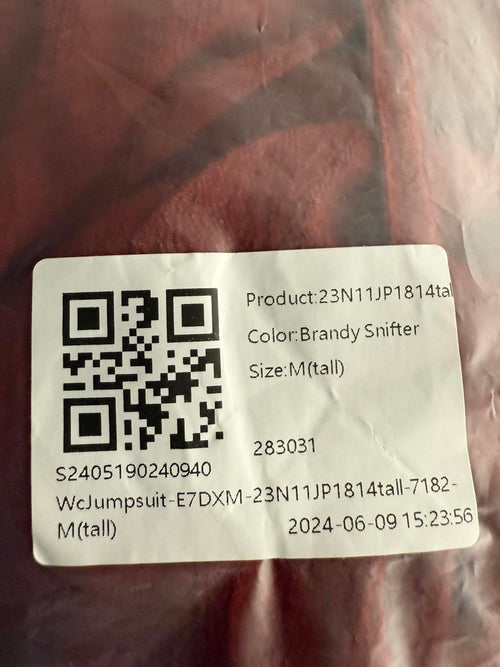 Product:23N11JP1814tal
Color:Brandy Snifter
Size:M(tall)
283031
S2405190240940
WcJumpsuit-E7DXM-23N11JP1814tall-7182-
M(tall)
2024-06-09 15:23:56